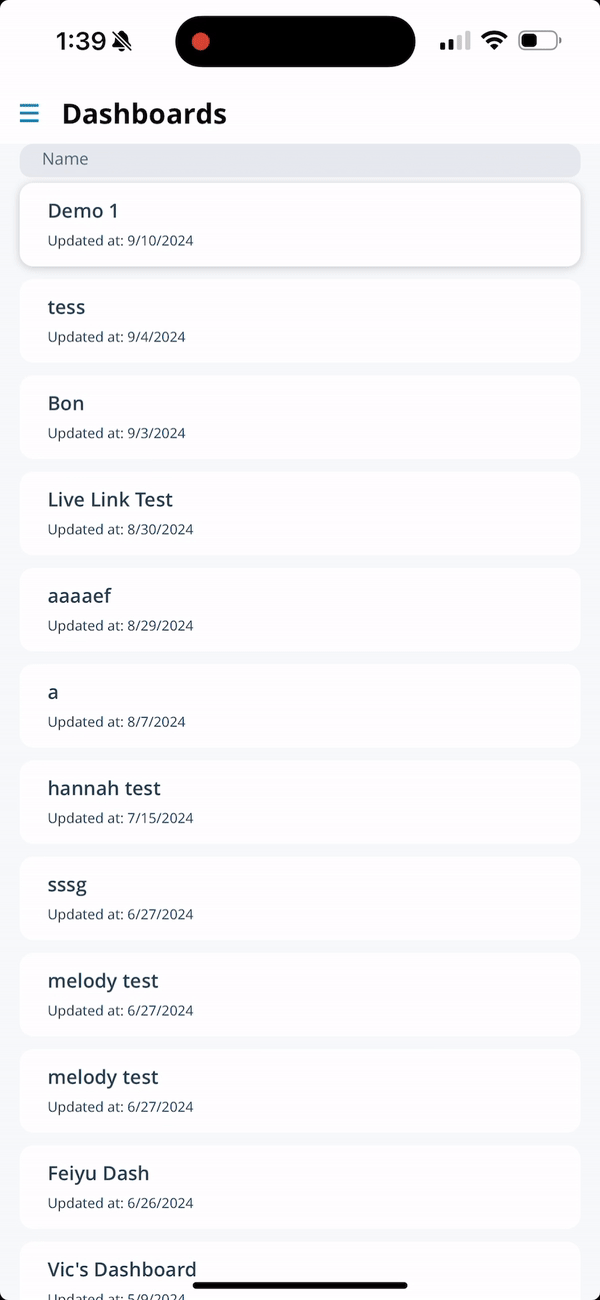 1:39
Dashboards
Name
Demo 1
Updated at: 9/10/2024
tess
Updated at: 9/4/2024
Bon
Updated at: 9/3/2024
Live Link Test
Updated at: 8/30/2024
aaaaef
Updated at: 8/29/2024
a
Updated at: 8/7/2024
hannah test
Updated at: 7/15/2024
sssg
Updated at: 6/27/2024
melody test
Updated at: 6/27/2024
melody test
Updated at: 6/27/2024
Feiyu Dash
Updated at: 6/26/2024
Vic's Dashboard
Updated at: 5/9/2024